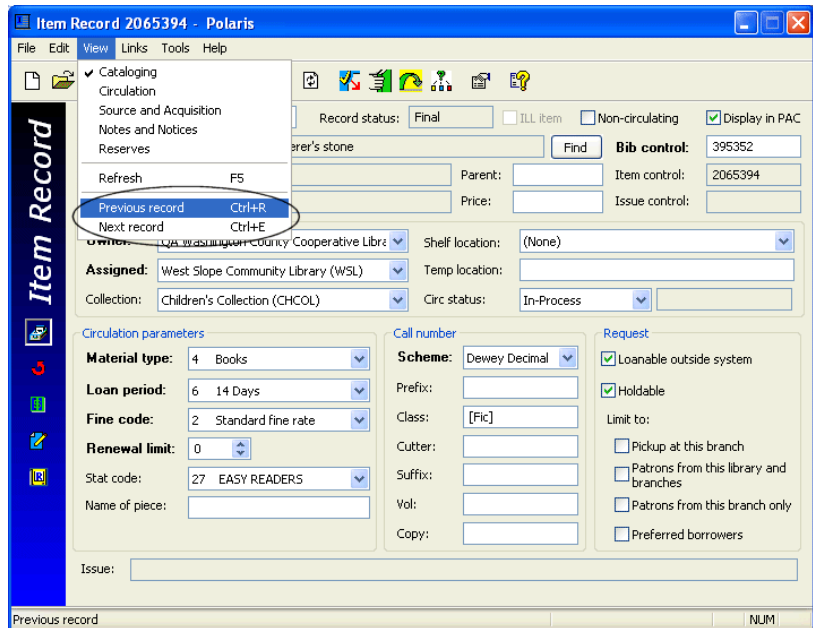 Item Record 2065394 - Polaris
File Edit View Links Tools Help
✓ Cataloging
Circulation
Source and Acquisition
Notes and Notices
Reserves
Refresh F5
Previous record Ctrl+R
Next record Ctrl+E
Item Record
Record status: Final ILL item Non-circulating Display in PAC
erer's stone Find Bib control: 395352
Parent: Item control: 2065394
Price: Issue control:
Owner: QA Washington County Cooperative Libra Shelf location: (None)
Assigned: West Slope Community Library (WSL) Temp location:
Collection: Children's Collection (CHCOL) Circ status: In-Process
Circulation parameters
Material type: 4 Books
Loan period: 6 14 Days
Fine code: 2 Standard fine rate
Renewal limit: 0
Stat code: 27 EASY READERS
Name of piece:
Call number
Scheme: Dewey Decimal
Prefix:
Class: [Fic]
Cutter:
Suffix:
Vol:
Copy:
Request
Loanable outside system
Holdable
Limit to:
Pickup at this branch
Patrons from this library and
branches
Patrons from this branch only
Preferred borrowers
Issue:
Previous record NUM